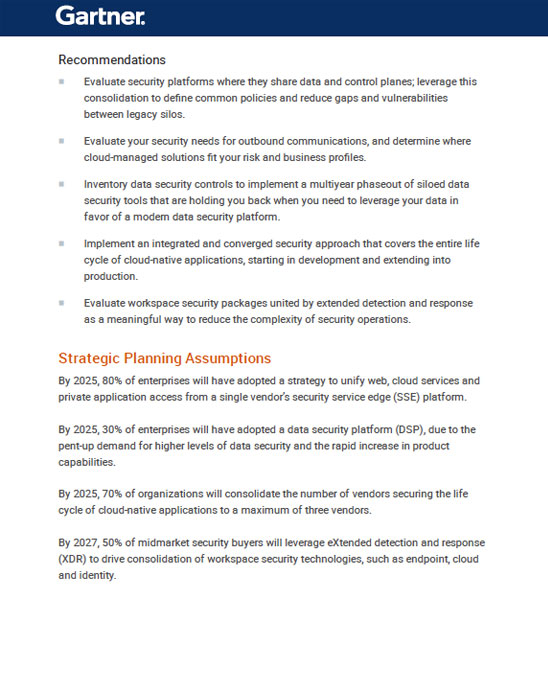 Gartner.
Recommendations
Evaluate security platforms where they share data and control planes; leverage this
consolidation to define common policies and reduce gaps and vulnerabilities
between legacy silos.
Evaluate your security needs for outbound communications, and determine where
cloud-managed solutions fit your risk and business profiles.
Inventory data security controls to implement a multiyear phaseout of siloed data
security tools that are holding you back when you need to leverage your data in
favor of a modern data security platform.
Implement an integrated and converged security approach that covers the entire life
cycle of cloud-native applications, starting in development and extending into
production.
Evaluate workspace security packages united by extended detection and response
as a meaningful way to reduce the complexity of security operations.
Strategic Planning Assumptions
By 2025, 80% of enterprises will have adopted a strategy to unify web, cloud services and
private application access from a single vendor's security service edge (SSE) platform.
By 2025, 30% of enterprises will have adopted a data security platform (DSP), due to the
pent-up demand for higher levels of data security and the rapid increase in product
capabilities.
By 2025, 70% of organizations will consolidate the number of vendors securing the life
cycle of cloud-native applications to a maximum of three vendors.
By 2027, 50% of midmarket security buyers will leverage eXtended detection and response
(XDR) to drive consolidation of workspace security technologies, such as endpoint, cloud
and identity.